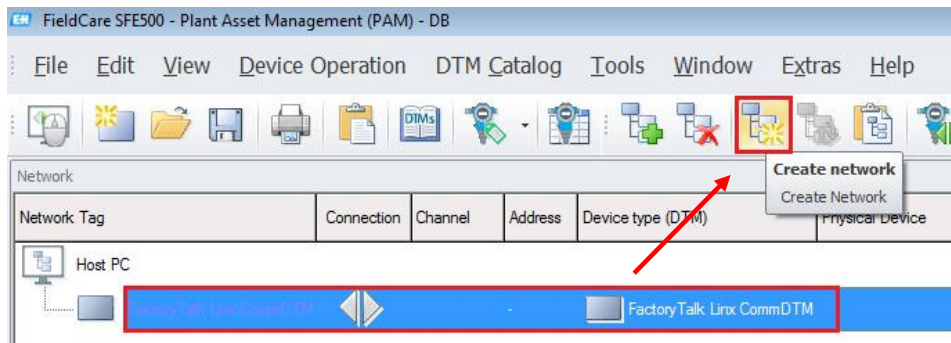 FieldCare SFE500 - Plant Asset Management (PAM) - DB
File Edit View Device Operation DTM Catalog Tools Window Extras Help
DTMs
Create network
Create Network
Network
Network Tag Connection Channel Address Device type (DTM) Physical Device
Host PC
FactoryTalk Linx CommDTM - FactoryTalk Linx CommDTM